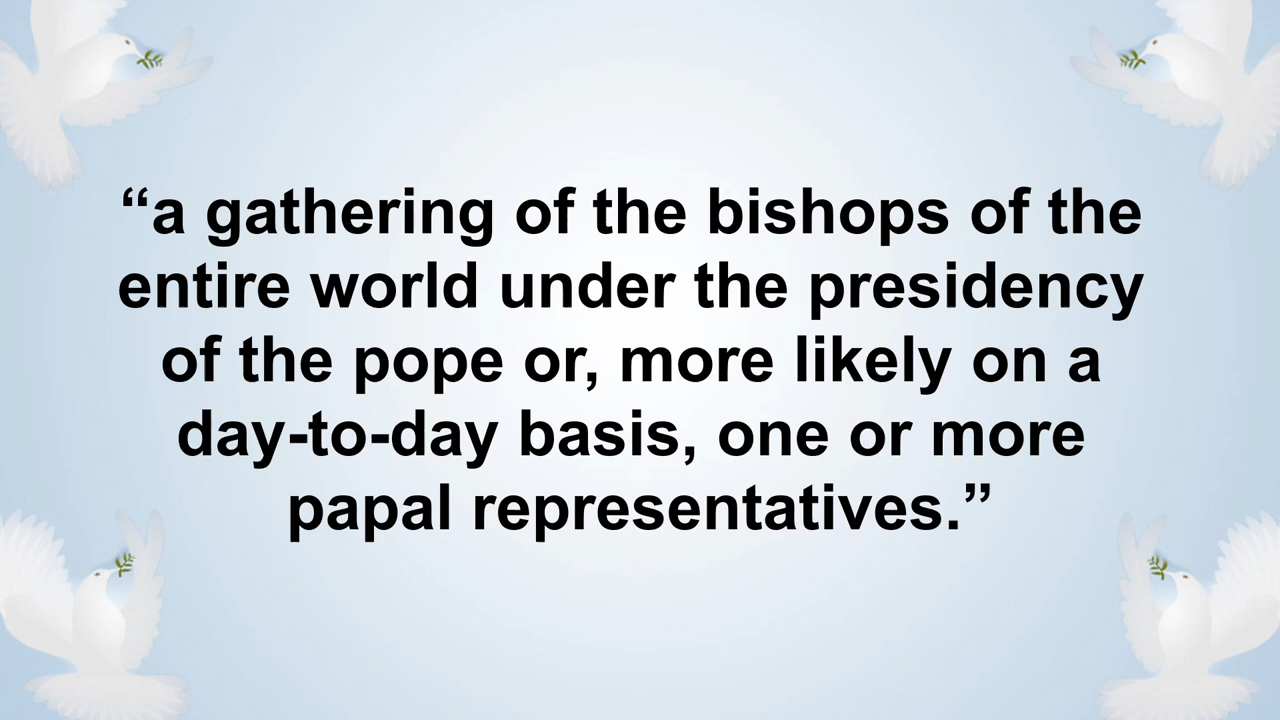 “a gathering of the bishops of the
entire world under the presidency
of the pope or, more likely on a
day-to-day basis, one or more
papal representatives.”